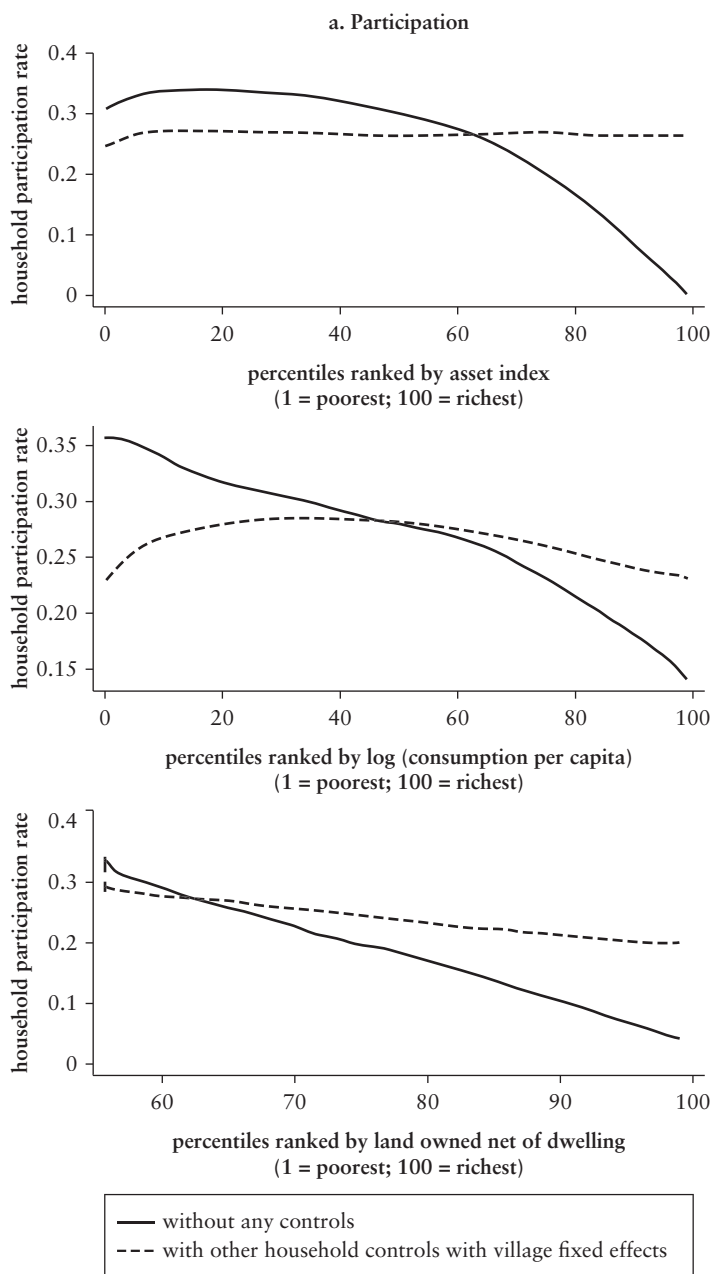 a. Participation
household participation rate
0.4
0.3
0.2
0.1
0
0 20 40 60 80 100
percentiles ranked by asset index
(1 = poorest; 100 = richest)
household participation rate
0.35
0.30
0.25
0.20
0.15
0 20 40 60 80 100
percentiles ranked by log (consumption per capita)
(1 = poorest; 100 = richest)
household participation rate
0.4
0.3
0.2
0.1
0
60 70 80 90 100
percentiles ranked by land owned net of dwelling
(1 = poorest; 100 = richest)
without any controls
with other household controls with village fixed effects